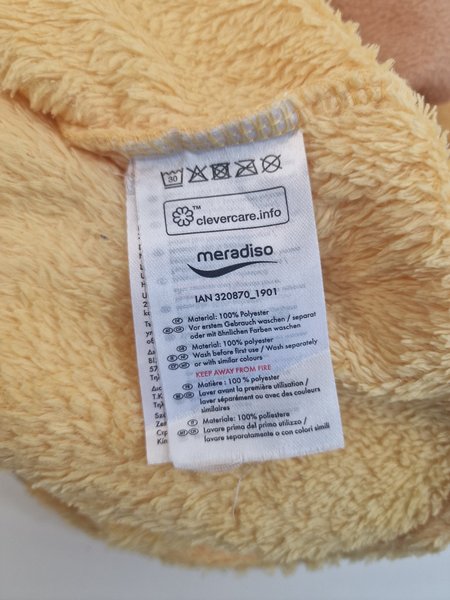 30
clevercare.info
meradiso
IAN 320870_1901
Material: 100% Polyester
Vor erstem Gebrauch waschen / separat
oder mit ähnlichen Farben waschen
Material: 100% polyester
Wash before first use / Wash separately
or with similar colours
KEEP AWAY FROM FIRE
Matière : 100 % polyester
Laver avant la première utilisation /
laver séparément ou avec des couleurs
similaires
Materiale: 100% poliestere
Lavare prima del primo utilizzo /
lavare separatamente o con colori simili